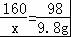 160/x = 98/9.8g